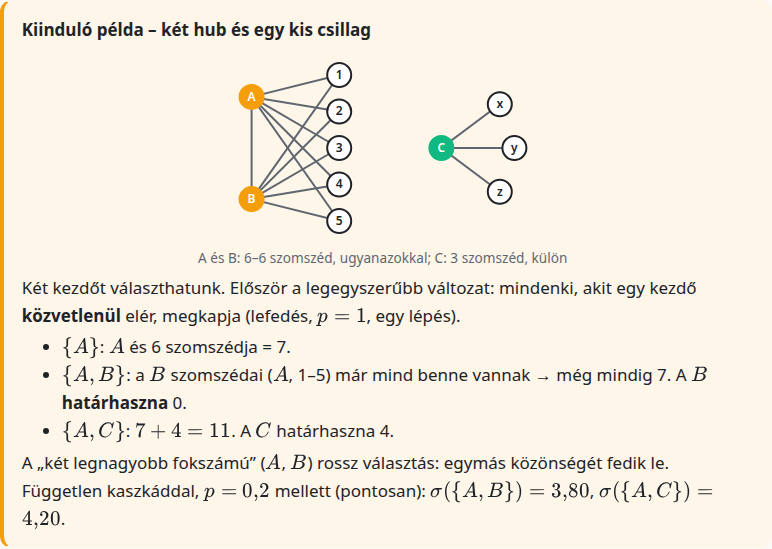 Kiinduló példa – két hub és egy kis csillag
A
B
1
2
3
4
5
C
x
y
z
A és B: 6–6 szomszéd, ugyanazokkal; C: 3 szomszéd, külön
Két kezdőt választhatunk. Először a legegyszerűbb változat: mindenki, akit egy kezdő
közvetlenül elér, megkapja (lefedés, p = 1, egy lépés).
• {A}: A és 6 szomszédja = 7.
• {A, B}: a B szomszédai (A, 1–5) már mind benne vannak → még mindig 7. A B
határhaszna 0.
• {A, C}: 7 + 4 = 11. A C határhaszna 4.
A „két legnagyobb fokszámú” (A, B) rossz választás: egymás közönségét fedik le.
Független kaszkáddal, p = 0,2 mellett (pontosan): σ({A, B}) = 3,80, σ({A, C}) =
4,20.